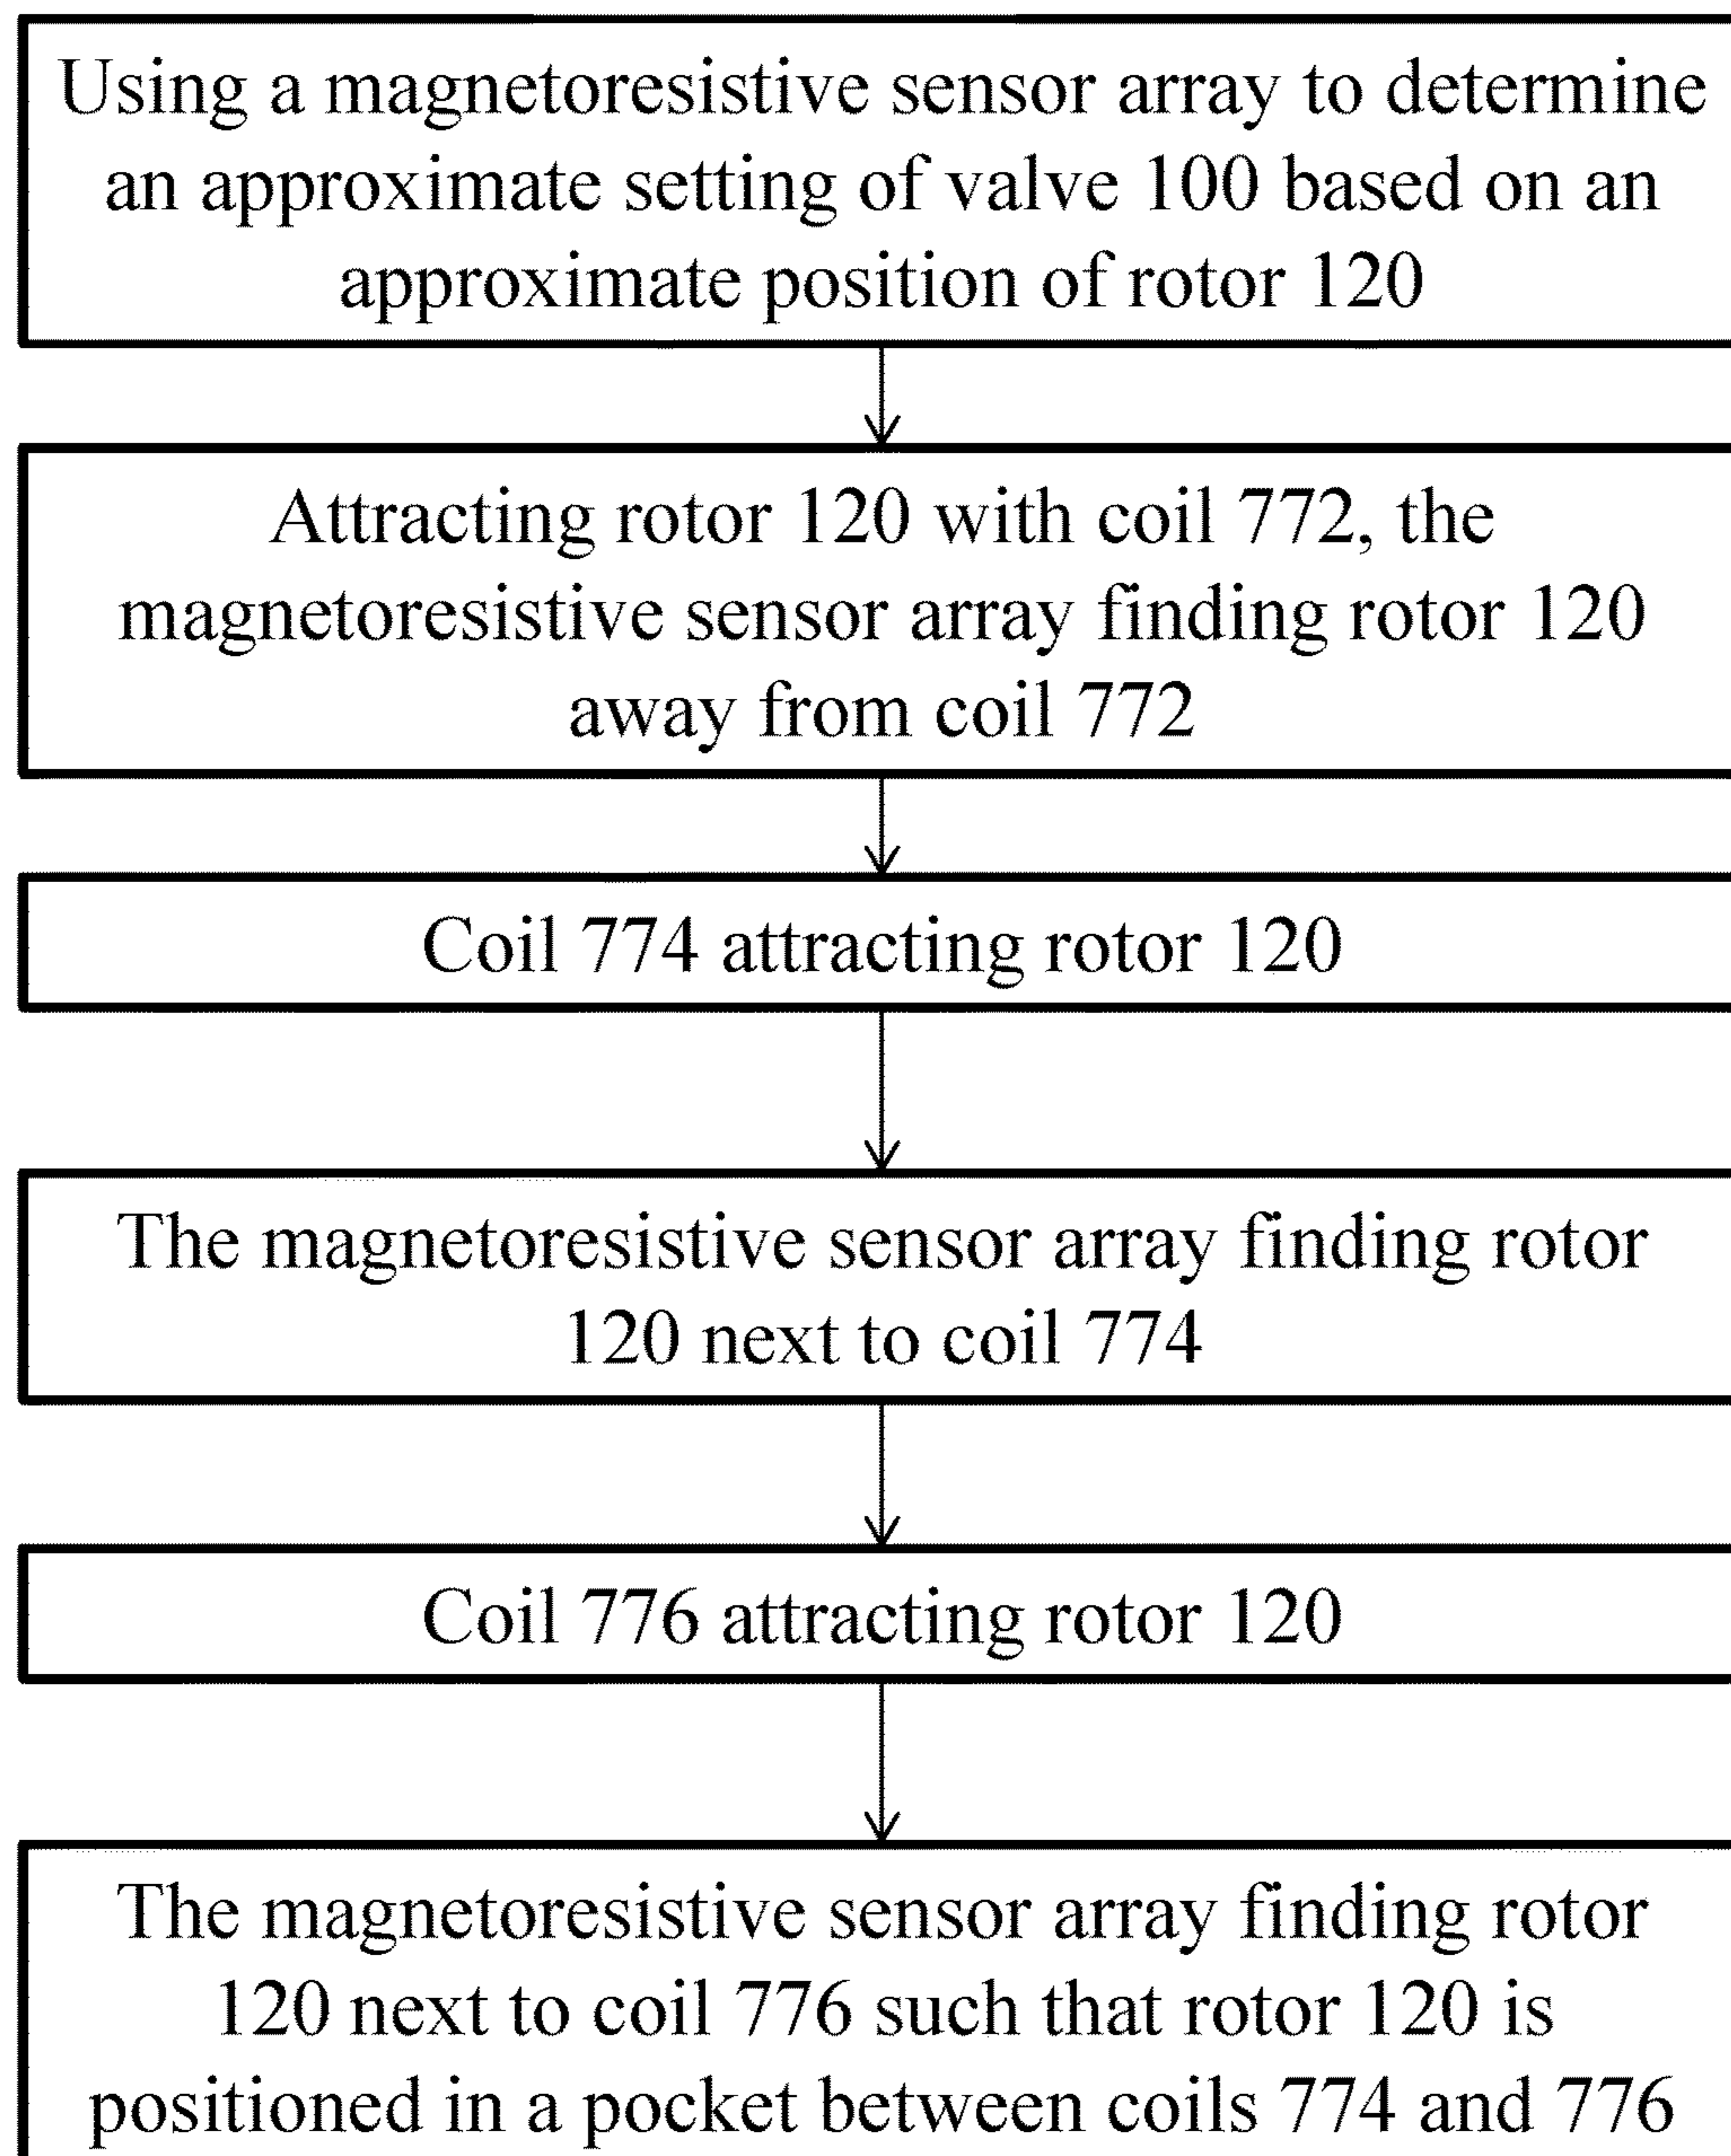 Using a magnetoresistive sensor array to determine
an approximate setting of valve 100 based on an
approximate position of rotor 120
Attracting rotor 120 with coil 772, the
magnetoresistive sensor array finding rotor 120
away from coil 772
Coil 774 attracting rotor 120
The magnetoresistive sensor array finding rotor
120 next to coil 774
Coil 776 attracting rotor 120
The magnetoresistive sensor array finding rotor
120 next to coil 776 such that rotor 120 is
positioned in a pocket between coils 774 and 776